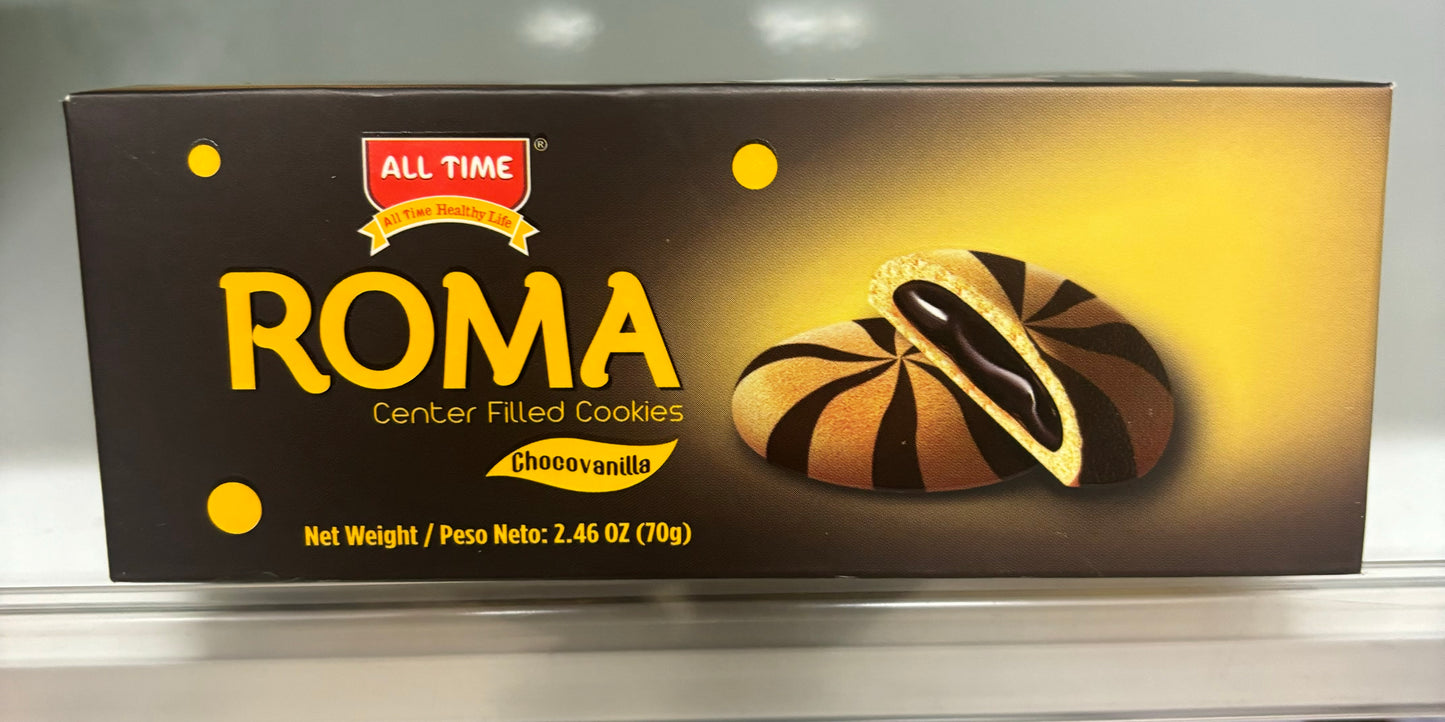 ALL TIME ®
All Time Healthy Life
ROMA
Center Filled Cookies
Chocovanilla
Net Weight / Peso Neto: 2.46 OZ (70g)